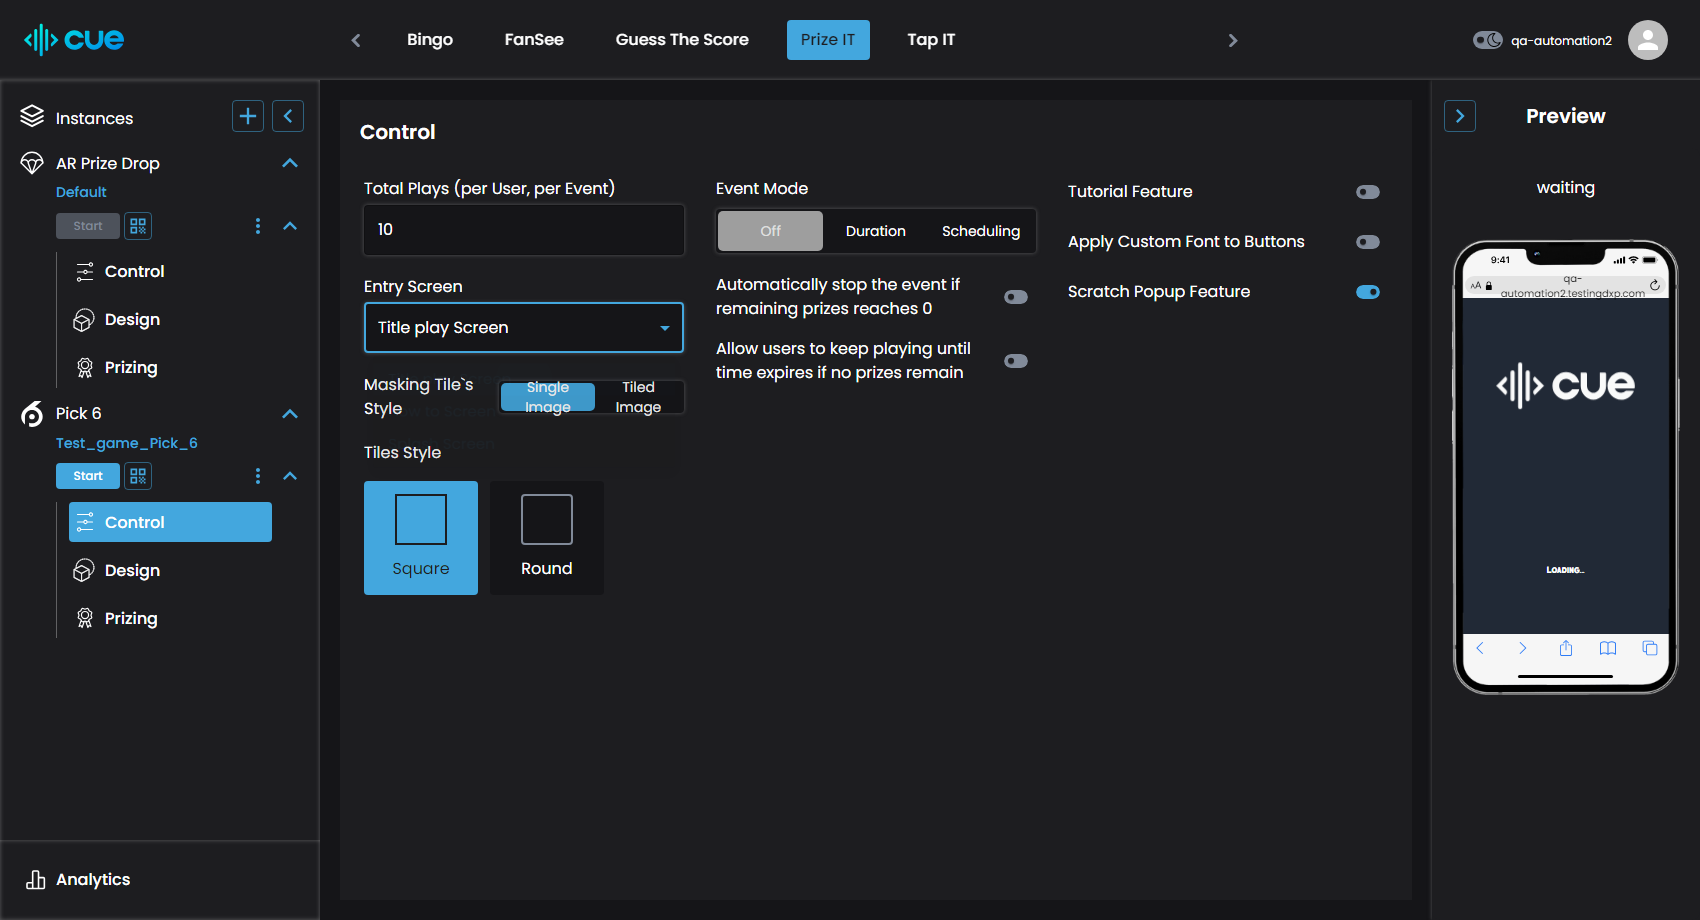 cue
Bingo
FanSee
Guess The Score
Prize IT
Tap IT
qa-automation2
Instances
AR Prize Drop
Default
Start
Control
Design
Prizing
Pick 6
Test_game_Pick_6
Start
Control
Design
Prizing
Analytics
Control
Total Plays (per User, per Event)
10
Entry Screen
Title play Screen
Masking Tile`s
Style
Single
Image
Tiled
Image
Tiles Style
Square
Round
Event Mode
Off
Duration
Scheduling
Automatically stop the event if
remaining prizes reaches 0
Allow users to keep playing until
time expires if no prizes remain
Tutorial Feature
Apply Custom Font to Buttons
Scratch Popup Feature
Preview
waiting
9:41
AA
qa-
automation2.testingdxp.com
cue
LOADING...